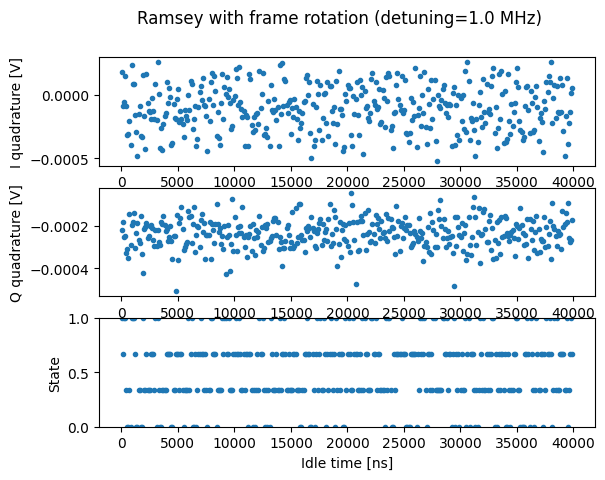 Ramsey with frame rotation (detuning=1.0 MHz)
I quadrature [V]
0.0000
−0.0005
0 5000 10000 15000 20000 25000 30000 35000 40000
Q quadrature [V]
−0.0002
−0.0004
0 5000 10000 15000 20000 25000 30000 35000 40000
State
1.0
0.5
0.0
0 5000 10000 15000 20000 25000 30000 35000 40000
Idle time [ns]